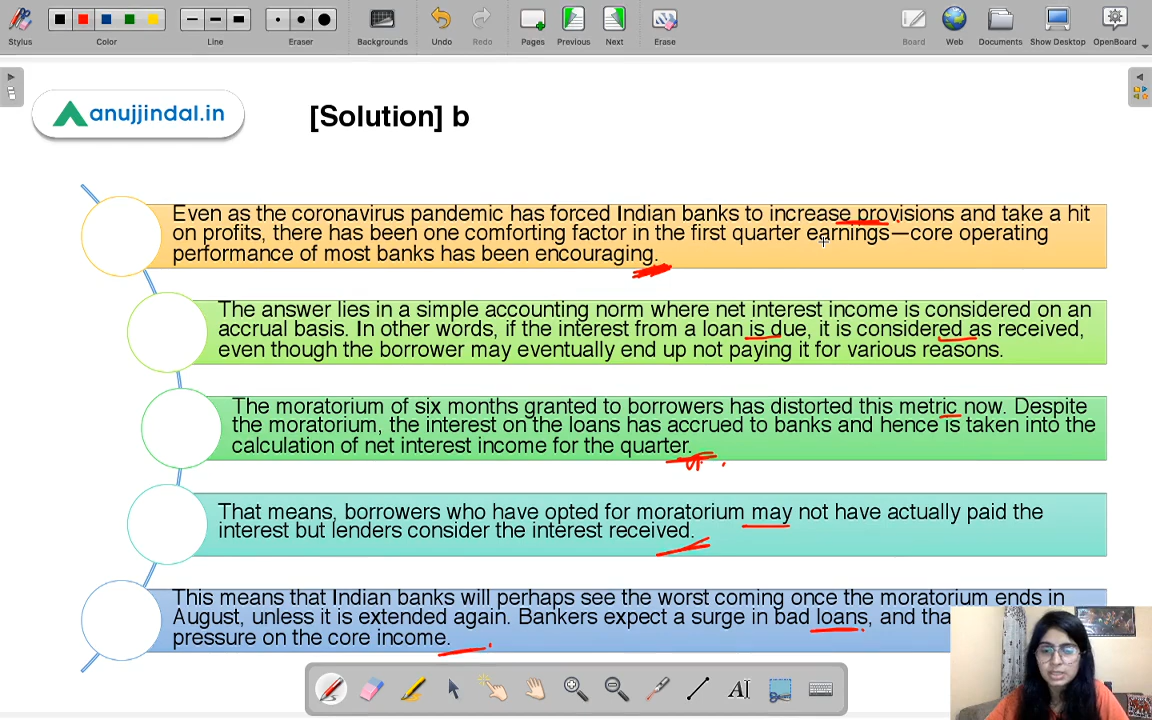 Stylus
Color
Line
Eraser
Backgrounds
Undo
Redo
Pages
Previous
Next
Erase
Board
Web
Documents
Show Desktop
OpenBoard
anujjindal.in
[Solution] b
Even as the coronavirus pandemic has forced Indian banks to increase provisions and take a hit
on profits, there has been one comforting factor in the first quarter earnings—core operating
performance of most banks has been encouraging.
The answer lies in a simple accounting norm where net interest income is considered on an
accrual basis. In other words, if the interest from a loan is due, it is considered as received,
even though the borrower may eventually end up not paying it for various reasons.
The moratorium of six months granted to borrowers has distorted this metric now. Despite
the moratorium, the interest on the loans has accrued to banks and hence is taken into the
calculation of net interest income for the quarter.
That means, borrowers who have opted for moratorium may not have actually paid the
interest but lenders consider the interest received.
This means that Indian banks will perhaps see the worst coming once the moratorium ends in
August, unless it is extended again. Bankers expect a surge in bad loans, and
pressure on the core income.
AI